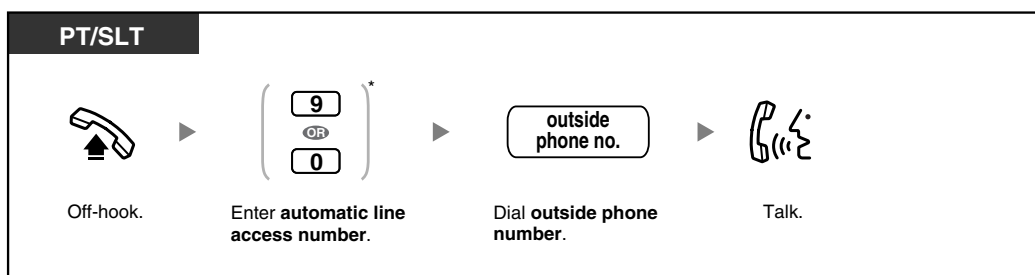 PT/SLT
*
9
OR
0
outside
phone no.
Off-hook.
Enter automatic line
access number.
Dial outside phone
number.
Talk.